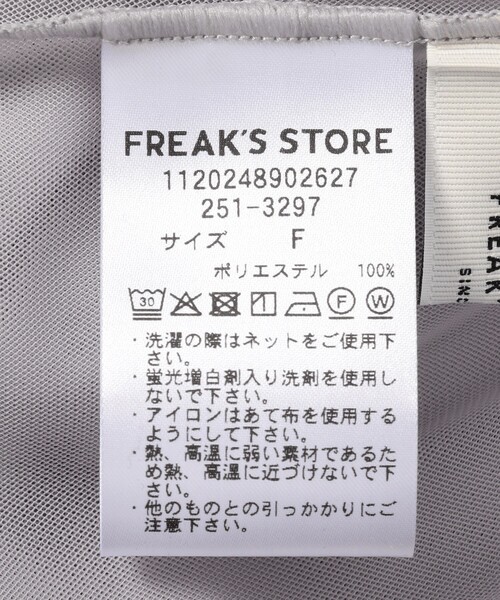 FREAK'S STORE
1120248902627
251-3297
サイズ F
ポリエステル 100%
30 F W
・洗濯の際はネットをご使用下
さい。
・蛍光増白剤入り洗剤を使用し
ないで下さい。
・アイロンはあて布を使用する
ようにして下さい。
・熱、高温に弱い素材であるた
め熱、高温に近づけないで下
さい。
・他のものとの引っかかりにご
注意下さい。
FREAK
SINC